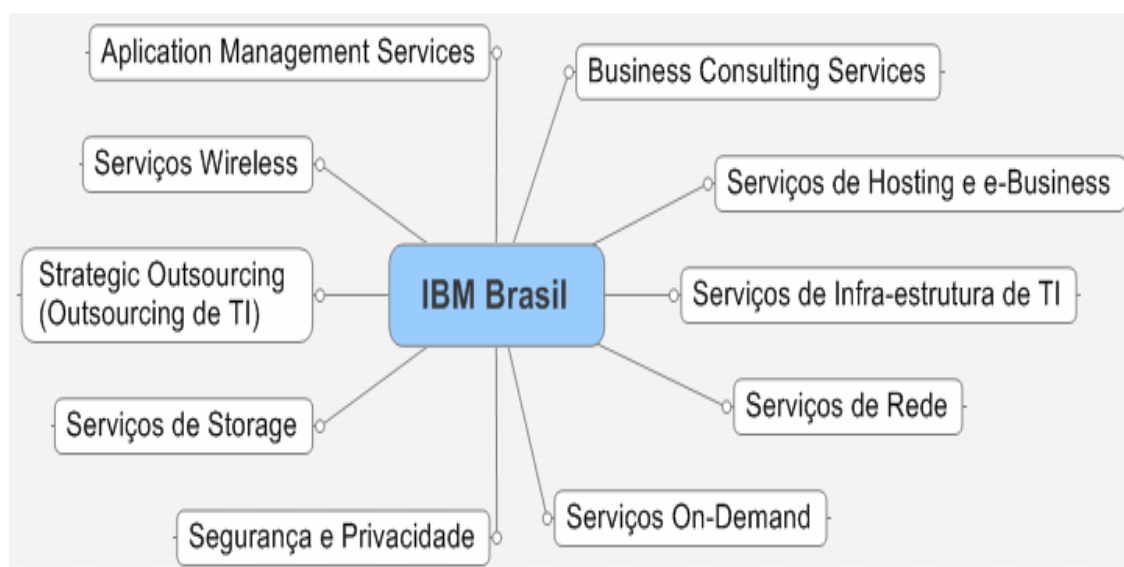 Aplication Management Services
Business Consulting Services
Serviços Wireless
Serviços de Hosting e e-Business
Strategic Outsourcing
(Outsourcing de TI)
IBM Brasil
Serviços de Infra-estrutura de TI
Serviços de Storage
Serviços de Rede
Segurança e Privacidade
Serviços On-Demand